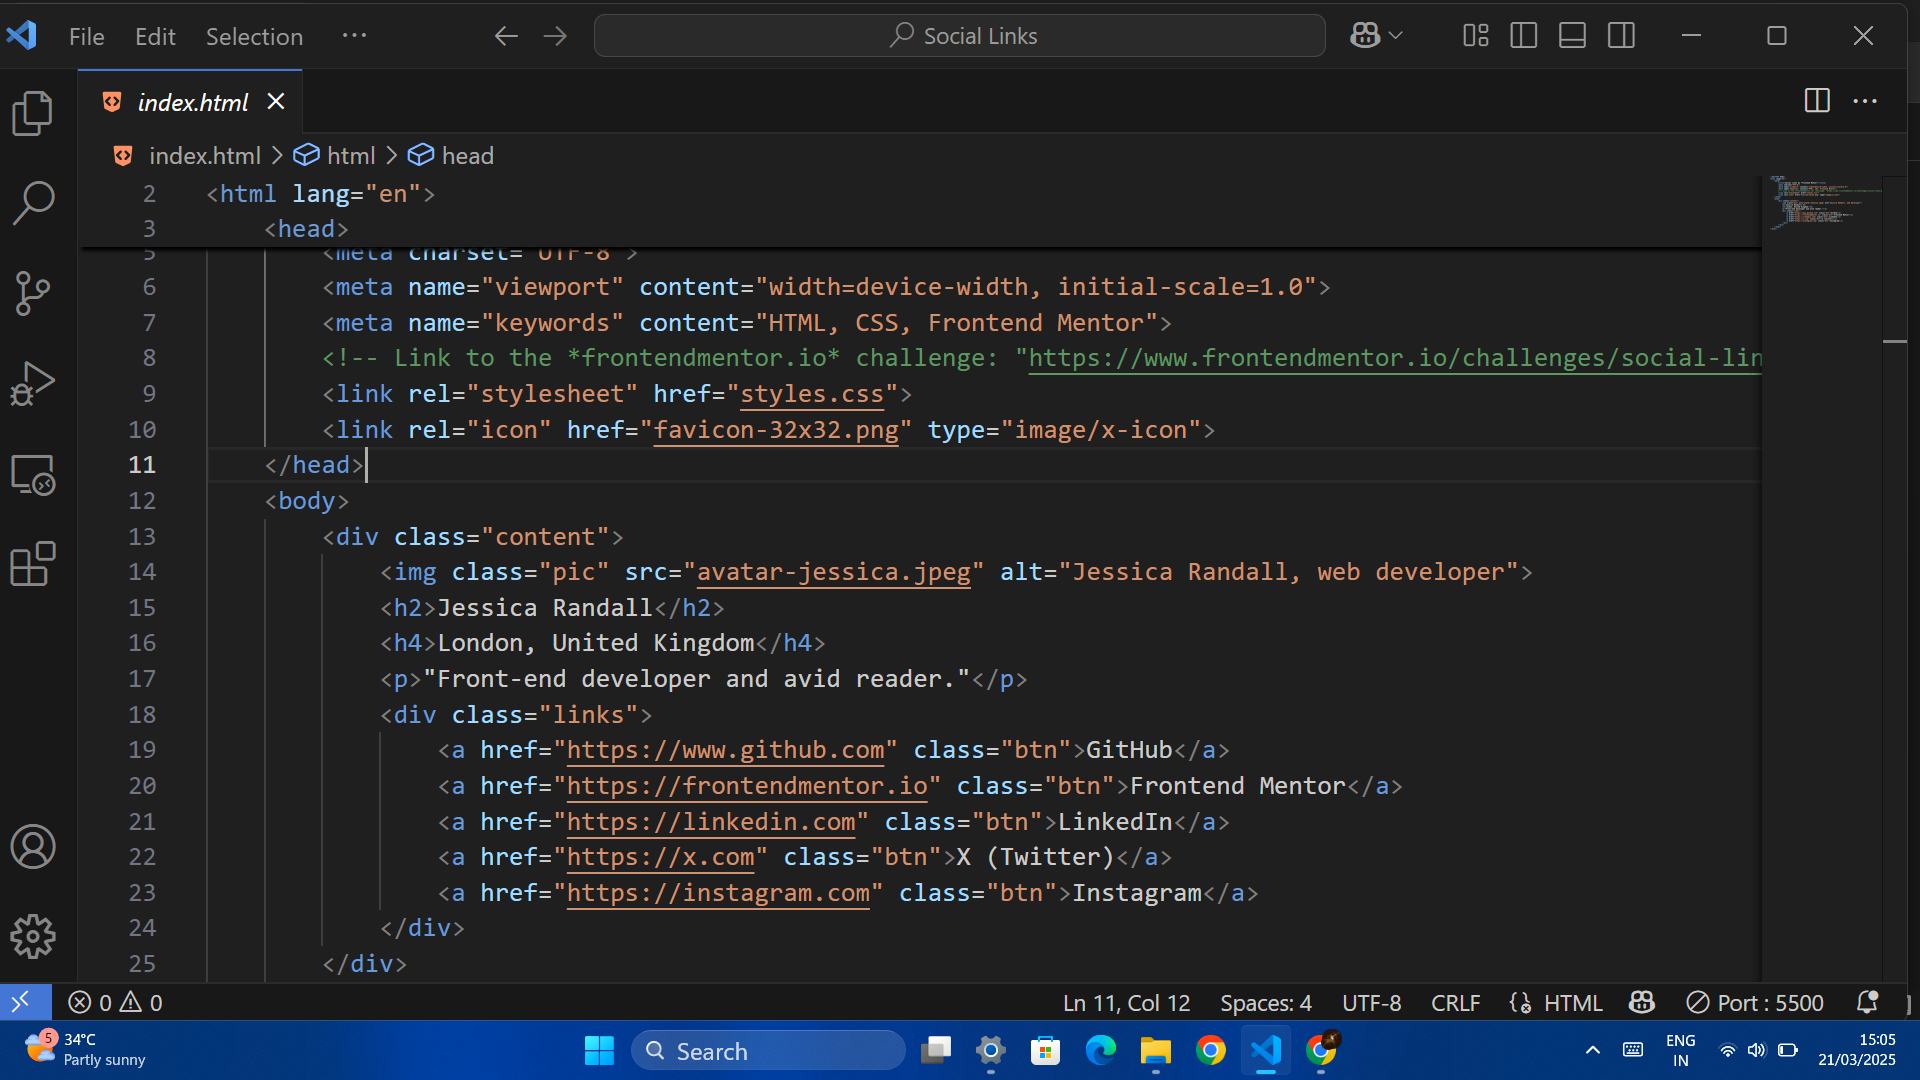 File Edit Selection ··· Social Links
index.html
index.html > html > head
2 <html lang="en">
3 <head>
5 <meta charset="UTF-8">
6 <meta name="viewport" content="width=device-width, initial-scale=1.0">
7 <meta name="keywords" content="HTML, CSS, Frontend Mentor">
8 <!-- Link to the *frontendmentor.io* challenge: "https://www.frontendmentor.io/challenges/social-lin
9 <link rel="stylesheet" href="styles.css">
10 <link rel="icon" href="favicon-32x32.png" type="image/x-icon">
11 </head>
12 <body>
13 <div class="content">
14 <img class="pic" src="avatar-jessica.jpeg" alt="Jessica Randall, web developer">
15 <h2>Jessica Randall</h2>
16 <h4>London, United Kingdom</h4>
17 <p>"Front-end developer and avid reader."</p>
18 <div class="links">
19 <a href="https://www.github.com" class="btn">GitHub</a>
20 <a href="https://frontendmentor.io" class="btn">Frontend Mentor</a>
21 <a href="https://linkedin.com" class="btn">LinkedIn</a>
22 <a href="https://x.com" class="btn">X (Twitter)</a>
23 <a href="https://instagram.com" class="btn">Instagram</a>
24 </div>
25 </div>
0 0 Ln 11, Col 12 Spaces: 4 UTF-8 CRLF HTML Port : 5500
5 34°C
Partly sunny
Search
ENG
IN
15:05
21/03/2025